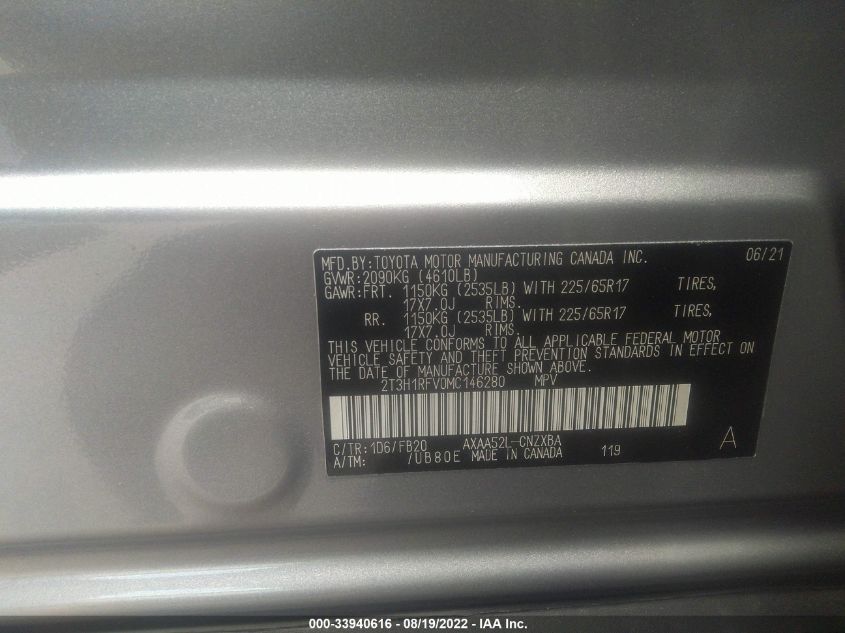 MFD.BY:TOYOTA MOTOR MANUFACTURING CANADA INC. 06/21
GVWR:2090KG (4610LB)
GAWR:FRT. 1150KG (2535LB) WITH 225/65R17 TIRES,
17X7.0J RIMS.
RR. 1150KG (2535LB) WITH 225/65R17 TIRES,
17X7.0J RIMS.
THIS VEHICLE CONFORMS TO ALL APPLICABLE FEDERAL MOTOR
VEHICLE SAFETY AND THEFT PREVENTION STANDARDS IN EFFECT ON
THE DATE OF MANUFACTURE SHOWN ABOVE.
2T3H1RFV0MC146280 MPV
C/TR:1D6/FB20 AXAA52L-CNZXBA A
A/TM: /UB80E MADE IN CANADA 119
000-33940616 - 08/19/2022 - IAA Inc.